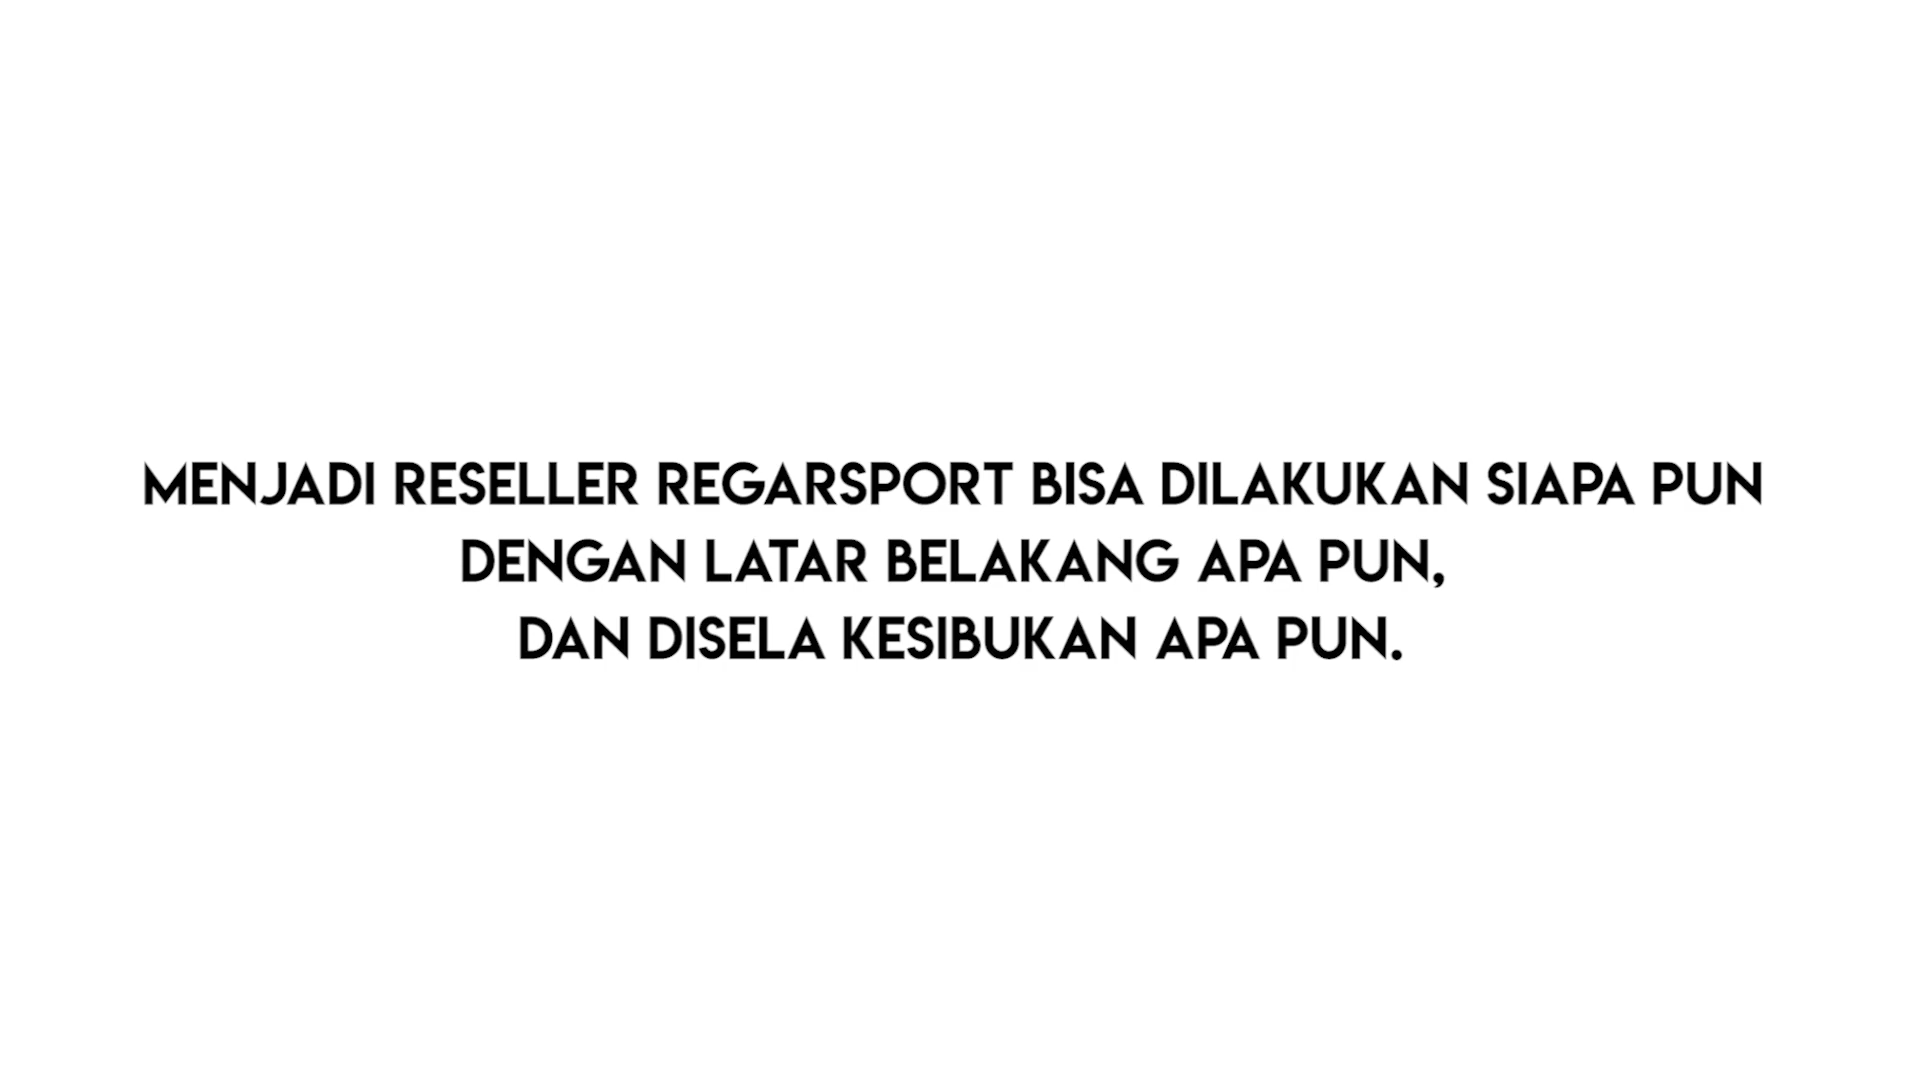 MENJADI RESELLER REGARSPORT BISA DILAKUKAN SIAPA PUN
DENGAN LATAR BELAKANG APA PUN,
DAN DISELA KESIBUKAN APA PUN.